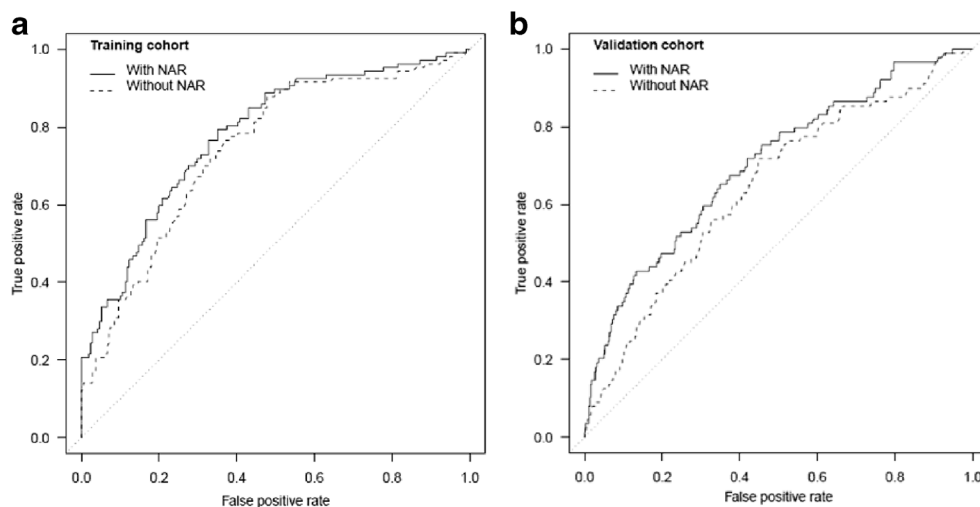 a
Training cohort
With NAR
Without NAR
True positive rate
1.0
0.8
0.6
0.4
0.2
0.0
0.0 0.2 0.4 0.6 0.8 1.0
False positive rate
b
Validation cohort
With NAR
Without NAR
True positive rate
1.0
0.8
0.6
0.4
0.2
0.0
0.0 0.2 0.4 0.6 0.8 1.0
False positive rate